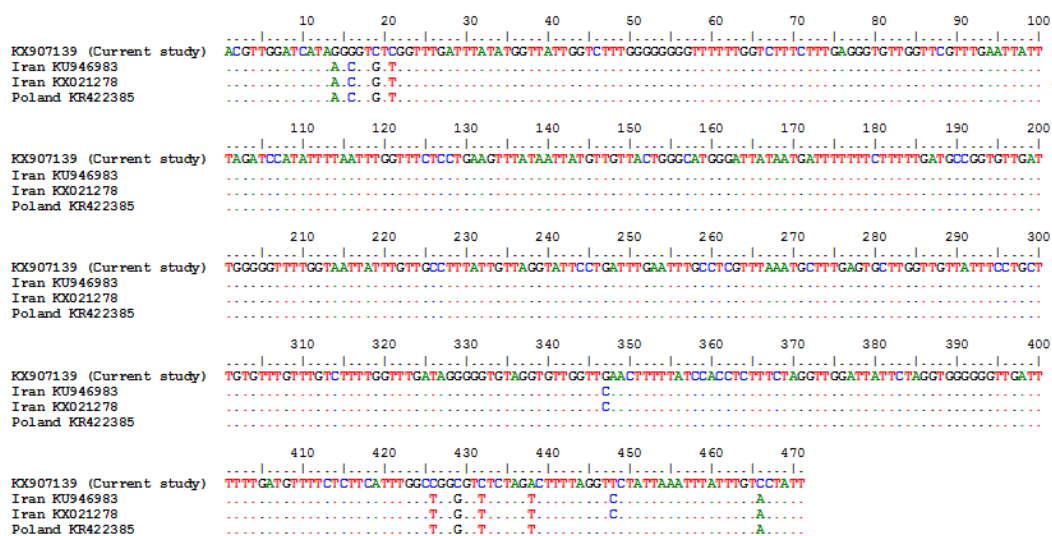 10 20 30 40 50 60 70 80 90 100
....|....|....|....|....|....|....|....|....|....|....|....|....|....|....|....|....|....|....|....|
KX907139 (Current study) ACGTTGGATCATAGGGGTCTCGGTTTGATTTATATGGTTATTGGTCTTTGGGGGGGTTTTTTGGTCTTTCTTTGAGGGTGTTGGTTCGTTTGAATTATT
Iran KU946983 .............A.C..G.T...............................................................................
Iran KX021278 .............A.C..G.T...............................................................................
Poland KR422385 .............A.C..G.T...............................................................................
110 120 130 140 150 160 170 180 190 200
....|....|....|....|....|....|....|....|....|....|....|....|....|....|....|....|....|....|....|....|
KX907139 (Current study) TAGATCCATATTTTAATTTGGTTTCTCCTGAAGTTTATAATTATGTTGTTACTGGGCATGGGATTATAATGATTTTTTTCTTTTTGATGCCGGTGTTGAT
Iran KU946983 ....................................................................................................
Iran KX021278 ....................................................................................................
Poland KR422385 ....................................................................................................
210 220 230 240 250 260 270 280 290 300
....|....|....|....|....|....|....|....|....|....|....|....|....|....|....|....|....|....|....|....|
KX907139 (Current study) TGGGGGTTTTGGTAATTATTTGTTGCCTTTATTGTTAGGTATTCCTGATTTGAATTTGCCTCGTTTAAATGCTTTGAGTGCTTGGTTGTTATTTCCTGCT
Iran KU946983 ....................................................................................................
Iran KX021278 ....................................................................................................
Poland KR422385 ....................................................................................................
310 320 330 340 350 360 370 380 390 400
....|....|....|....|....|....|....|....|....|....|....|....|....|....|....|....|....|....|....|....|
KX907139 (Current study) TGTGTTTGTTTGTCTTTTGGTTTGATAGGGGGTGTAGGTGTTGGTTGAACTTTTTATCCACCTCTTTCTAGGTTGGATTATTCTAGGTGGGGGGTTGATT
Iran KU946983 ..............................................C.....................................................
Iran KX021278 ..............................................C.....................................................
Poland KR422385 ....................................................................................................
410 420 430 440 450 460 470
....|....|....|....|....|....|....|....|....|....|....|....|....|....|.
KX907139 (Current study) TTTTGATGTTTTCTCTTCATTTGGCCGGCGTCTCTAGACTTTTAGGTTCTATTAAATTTATTTGTCCTATT
Iran KU946983 .........................T..G..T.....T.........C.................A.....
Iran KX021278 .........................T..G..T.....T.........C.................A.....
Poland KR422385 .........................T..G..T.....T...........................A.....